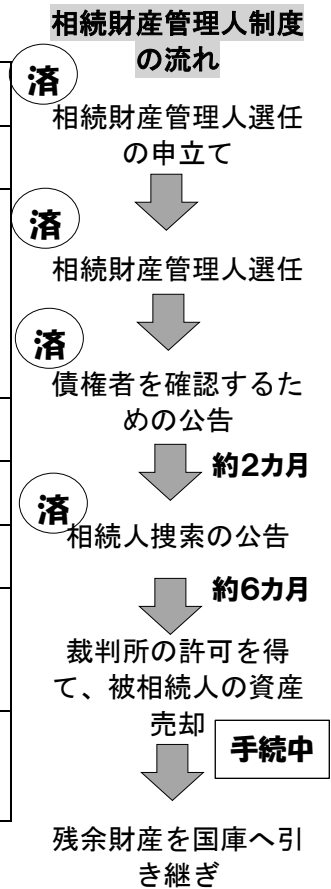 相続財産管理人制度
の流れ
済
相続財産管理人選任
の申立て
済
相続財産管理人選任
済
債権者を確認するた
めの公告
約2カ月
済
相続人捜索の公告
約6カ月
裁判所の許可を得
て、被相続人の資産
売却
手続中
残余財産を国庫へ引
き継ぎ